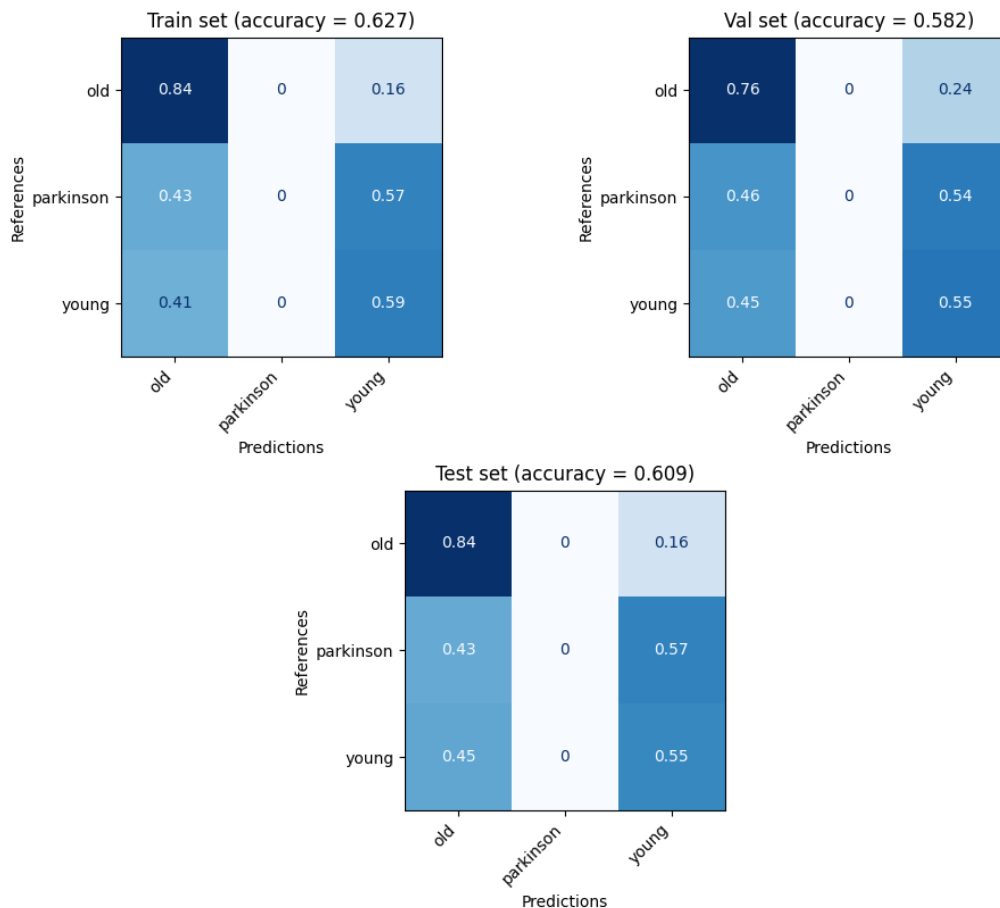 Train set (accuracy = 0.627)
References
old
parkinson
young
0.84 0 0.16
0.43 0 0.57
0.41 0 0.59
old parkinson young
Predictions
Val set (accuracy = 0.582)
References
old
parkinson
young
0.76 0 0.24
0.46 0 0.54
0.45 0 0.55
old parkinson young
Predictions
Test set (accuracy = 0.609)
References
old
parkinson
young
0.84 0 0.16
0.43 0 0.57
0.45 0 0.55
old parkinson young
Predictions